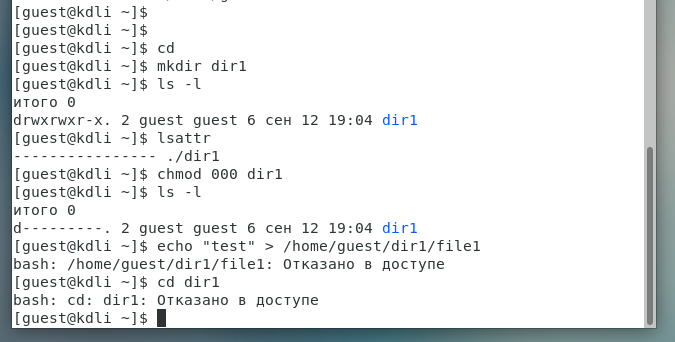 [guest@kdli ~]$
[guest@kdli ~]$
[guest@kdli ~]$ cd
[guest@kdli ~]$ mkdir dir1
[guest@kdli ~]$ ls -l
итого 0
drwxrwxr-x. 2 guest guest 6 сен 12 19:04 dir1
[guest@kdli ~]$ lsattr
---------------- ./dir1
[guest@kdli ~]$ chmod 000 dir1
[guest@kdli ~]$ ls -l
итого 0
d---------. 2 guest guest 6 сен 12 19:04 dir1
[guest@kdli ~]$ echo "test" > /home/guest/dir1/file1
bash: /home/guest/dir1/file1: Отказано в доступе
[guest@kdli ~]$ cd dir1
bash: cd: dir1: Отказано в доступе
[guest@kdli ~]$